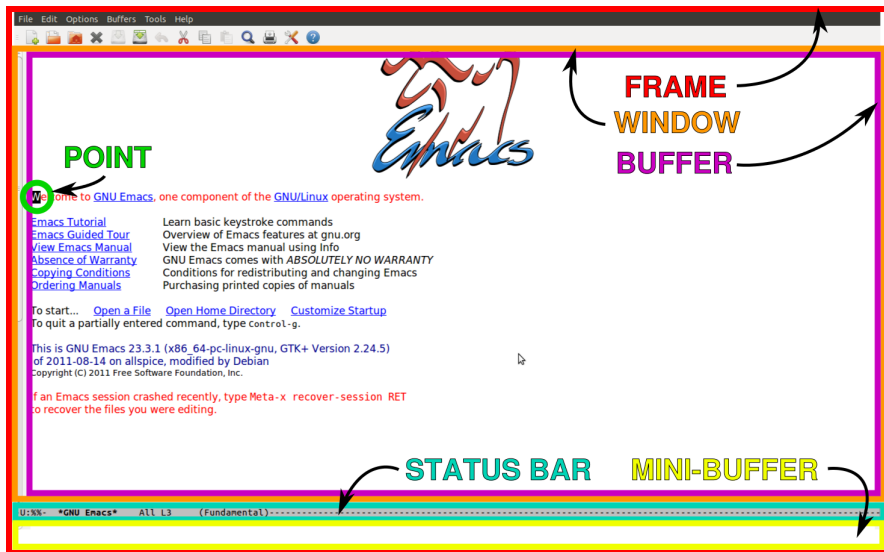 File Edit Options Buffers Tools Help
Emacs
FRAME
WINDOW
BUFFER
POINT
Welcome to GNU Emacs, one component of the GNU/Linux operating system.
Emacs Tutorial Learn basic keystroke commands
Emacs Guided Tour Overview of Emacs features at gnu.org
View Emacs Manual View the Emacs manual using Info
Absence of Warranty GNU Emacs comes with ABSOLUTELY NO WARRANTY
Copying Conditions Conditions for redistributing and changing Emacs
Ordering Manuals Purchasing printed copies of manuals
To start... Open a File Open Home Directory Customize Startup
To quit a partially entered command, type Control-g.
This is GNU Emacs 23.3.1 (x86_64-pc-linux-gnu, GTK+ Version 2.24.5)
of 2011-08-14 on allspice, modified by Debian
Copyright (C) 2011 Free Software Foundation, Inc.
If an Emacs session crashed recently, type Meta-x recover-session RET
to recover the files you were editing.
STATUS BAR MINI-BUFFER
U:%%- *GNU Emacs* All L3 (Fundamental)----------